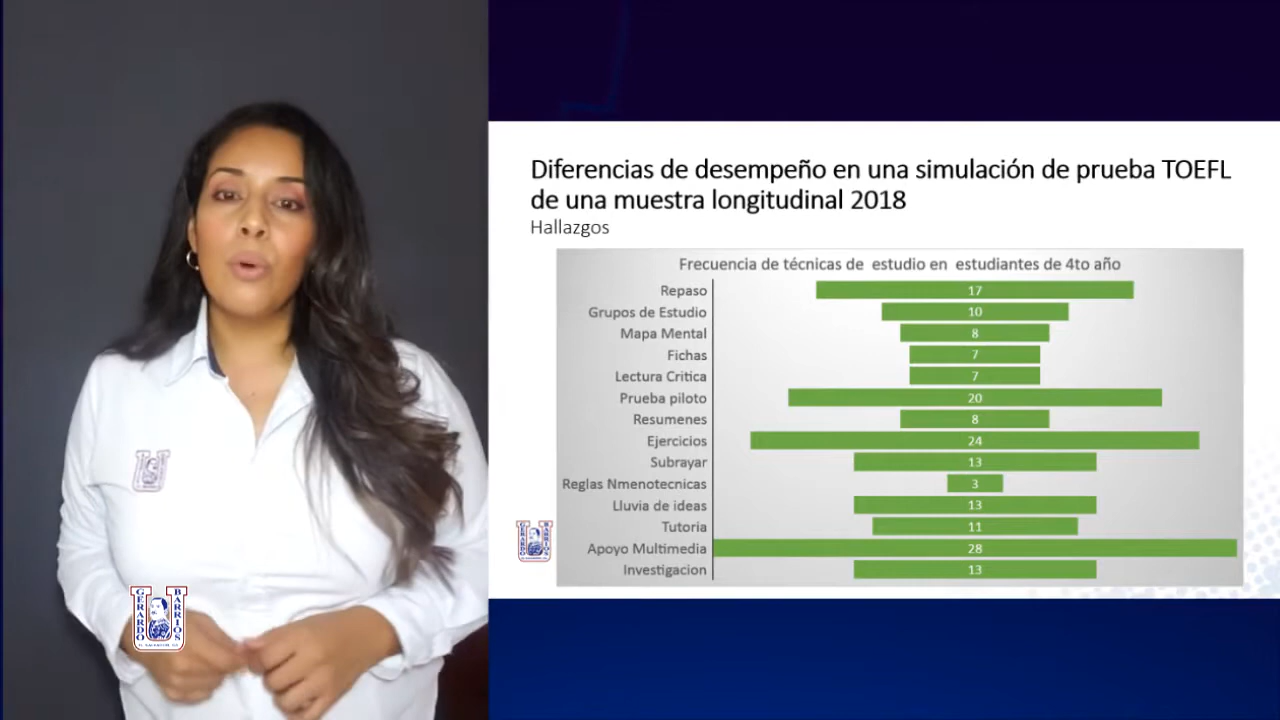 Diferencias de desempeño en una simulación de prueba TOEFL
de una muestra longitudinal 2018
Hallazgos
Frecuencia de técnicas de estudio en estudiantes de 4to año
Repaso 17
Grupos de Estudio 10
Mapa Mental 8
Fichas 7
Lectura Critica 7
Prueba piloto 20
Resumenes 8
Ejercicios 24
Subrayar 13
Reglas Nmenotecnicas 3
Lluvia de ideas 13
Tutoria 11
Apoyo Multimedia 28
Investigacion 13
GERARDO BARRIOS
GERARDO BARRIOS